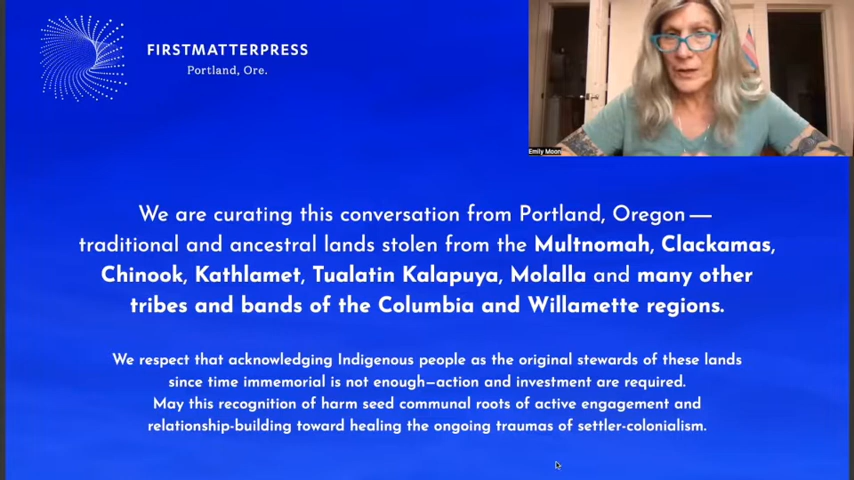 FIRSTMATTERPRESS
Portland, Ore.
Emily Moon
We are curating this conversation from Portland, Oregon —
traditional and ancestral lands stolen from the Multnomah, Clackamas,
Chinook, Kathlamet, Tualatin Kalapuya, Molalla and many other
tribes and bands of the Columbia and Willamette regions.
We respect that acknowledging Indigenous people as the original stewards of these lands
since time immemorial is not enough—action and investment are required.
May this recognition of harm seed communal roots of active engagement and
relationship-building toward healing the ongoing traumas of settler-colonialism.